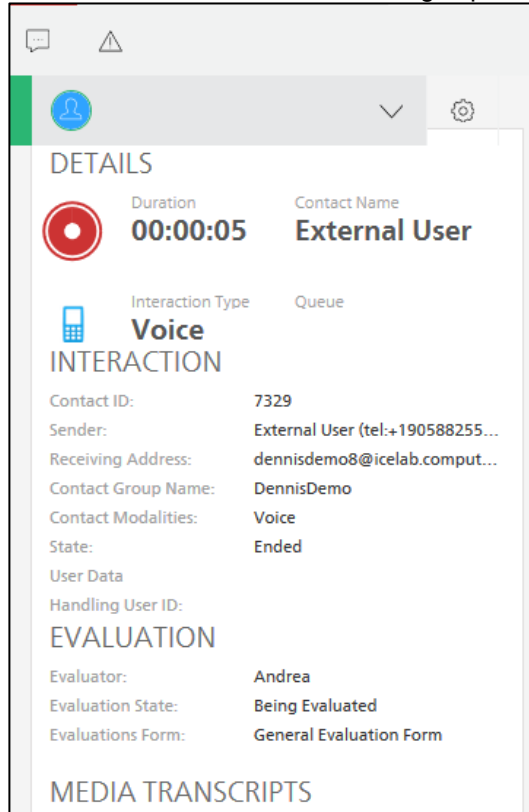 DETAILS
Duration Contact Name
00:00:05 External User
Interaction Type Queue
Voice
INTERACTION
Contact ID: 7329
Sender: External User (tel:+190588255...
Receiving Address: dennisdemo8@icelab.comput...
Contact Group Name: DennisDemo
Contact Modalities: Voice
State: Ended
User Data
Handling User ID:
EVALUATION
Evaluator: Andrea
Evaluation State: Being Evaluated
Evaluations Form: General Evaluation Form
MEDIA TRANSCRIPTS